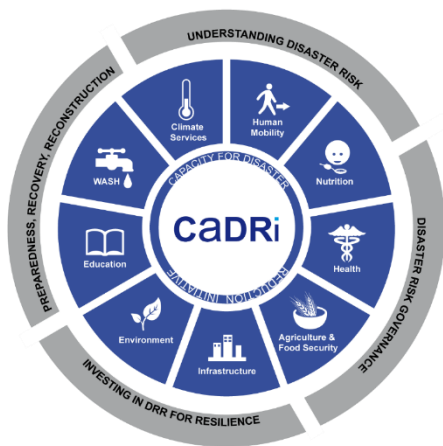 UNDERSTANDING DISASTER RISK
DISASTER RISK GOVERNANCE
INVESTING IN DRR FOR RESILIENCE
PREPAREDNESS, RECOVERY, RECONSTRUCTION
Climate
Services
Human
Mobility
Nutrition
Health
Agriculture &
Food Security
Infrastructure
Environment
Education
WASH
CAPACITY FOR DISASTER
CADRi
REDUCTION INITIATIVE